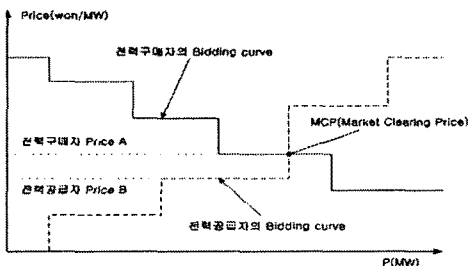 Price(won/MW)
전력구매자의 Bidding curve
전력구매자 Price A
MCP(Market Clearing Price)
전력공급자 Price B
전력공급자의 Bidding curve
P(MW)